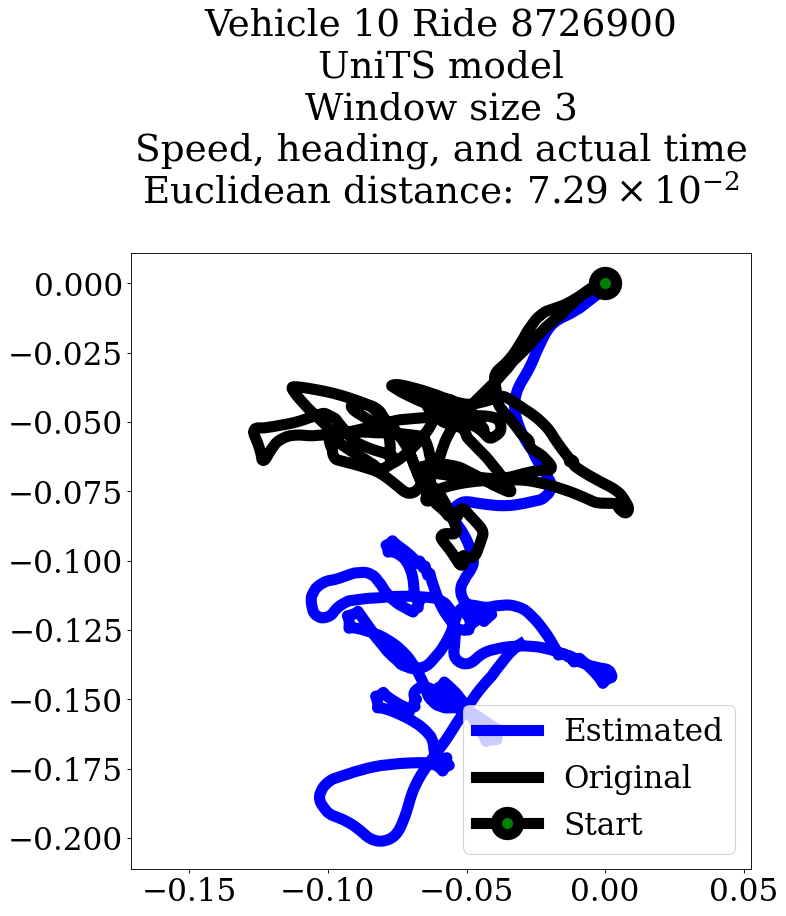 Vehicle 10 Ride 8726900
UniTS model
Window size 3
Speed, heading, and actual time
Euclidean distance: 7.29 × 10⁻²
0.000
−0.025
−0.050
−0.075
−0.100
−0.125
−0.150
−0.175
−0.200
Estimated
Original
Start
−0.15
−0.10
−0.05
0.00
0.05